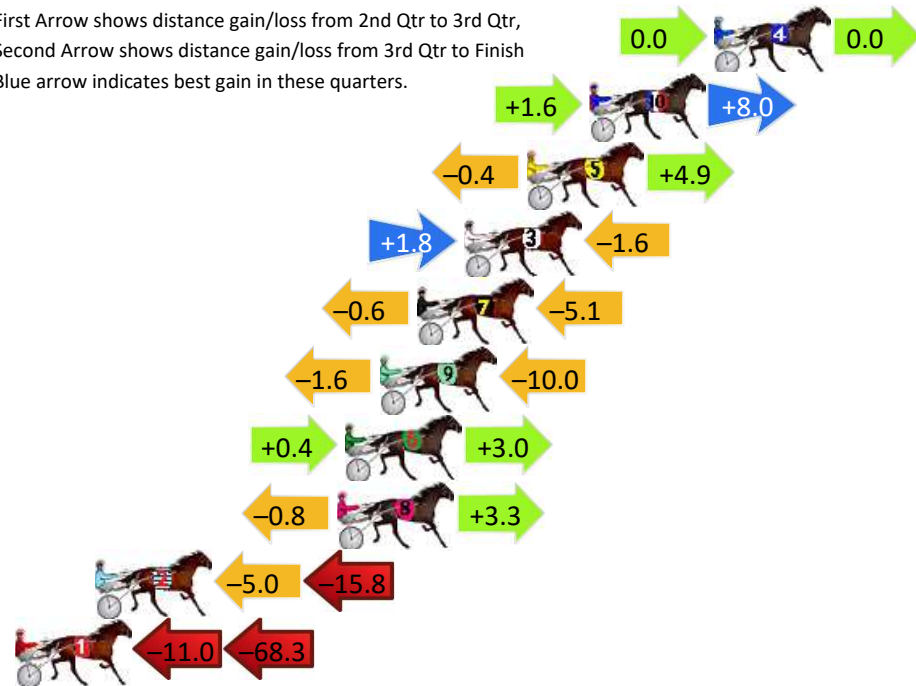 First Arrow shows distance gain/loss from 2nd Qtr to 3rd Qtr,
Second Arrow shows distance gain/loss from 3rd Qtr to Finish
Blue arrow indicates best gain in these quarters.
0.0 4 0.0
+1.6 10 +8.0
–0.4 5 +4.9
+1.8 3 –1.6
–0.6 7 –5.1
–1.6 9 –10.0
+0.4 6 +3.0
–0.8 8 +3.3
2 –5.0 –15.8
1 –11.0 –68.3